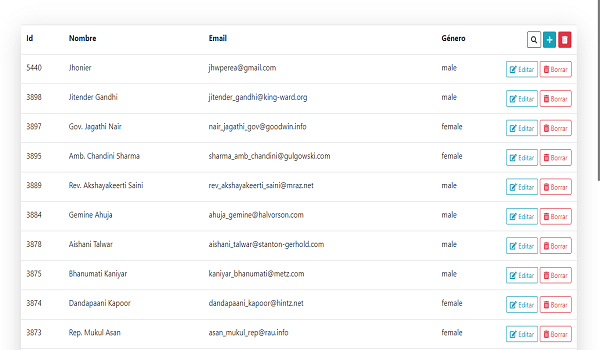 Id Nombre Email Género
5440 Jhonier jhwperea@gmail.com male Editar Borrar
3898 Jitender Gandhi jitender_gandhi@king-ward.org male Editar Borrar
3897 Gov. Jagathi Nair nair_jagathi_gov@goodwin.info female Editar Borrar
3895 Amb. Chandini Sharma sharma_amb_chandini@gulgowski.com female Editar Borrar
3889 Rev. Akshayakeerti Saini rev_akshayakeerti_saini@mraz.net male Editar Borrar
3884 Gemine Ahuja ahuja_gemine@halvorson.com male Editar Borrar
3878 Aishani Talwar aishani_talwar@stanton-gerhold.com male Editar Borrar
3875 Bhanumati Kaniyar kaniyar_bhanumati@metz.com male Editar Borrar
3874 Dandapaani Kapoor dandapaani_kapoor@hintz.net female Editar Borrar
3873 Rep. Mukul Asan asan_mukul_rep@rau.info female Editar Borrar